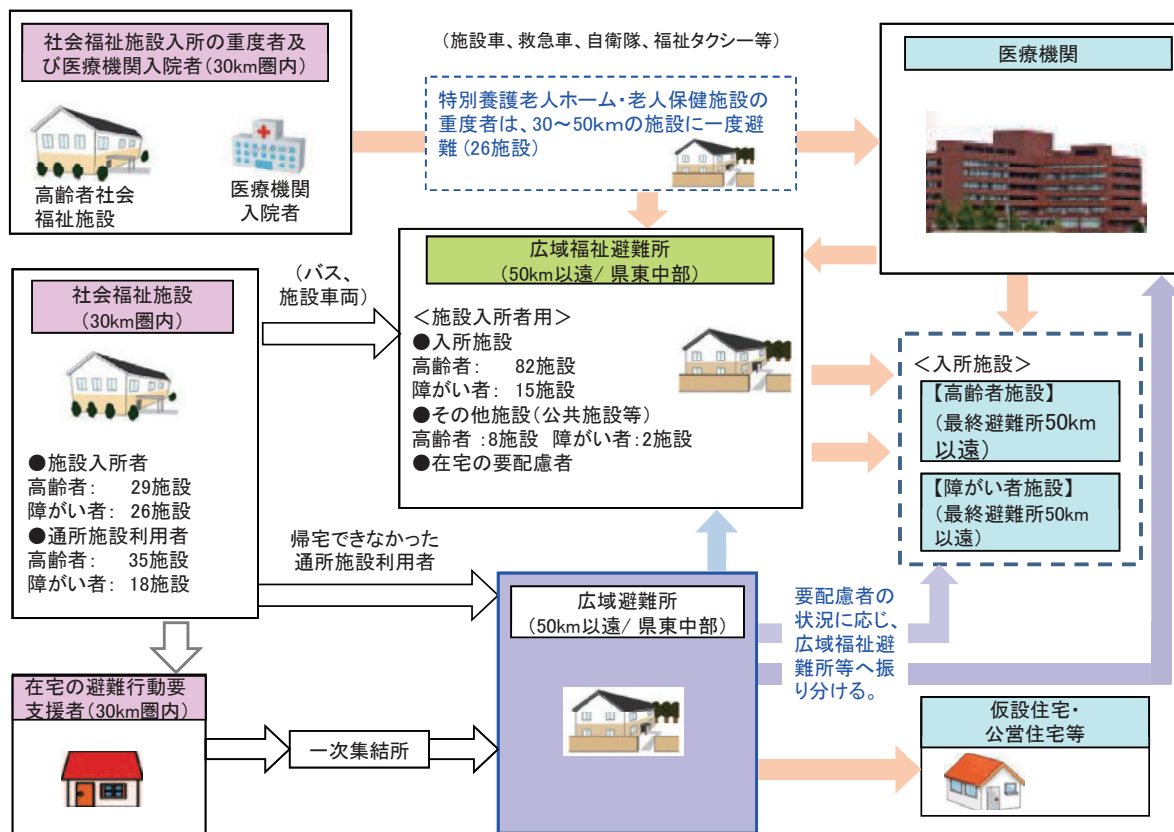 社会福祉施設入所の重度者及
び医療機関入院者(30km圏内)
高齢者社会
福祉施設
医療機関
入院者
(施設車、救急車、自衛隊、福祉タクシー等)
特別養護老人ホーム・老人保健施設の
重度者は、30～50kmの施設に一度避
難(26施設)
医療機関
社会福祉施設
(30km圏内)
●施設入所者
高齢者: 29施設
障がい者: 26施設
●通所施設利用者
高齢者: 35施設
障がい者: 18施設
(バス、
施設車両)
広域福祉避難所
(50km以遠/ 県東中部)
＜施設入所者用＞
●入所施設
高齢者: 82施設
障がい者: 15施設
●その他施設(公共施設等)
高齢者 :8施設 障がい者:2施設
●在宅の要配慮者
＜入所施設＞
【高齢者施設】
(最終避難所50km
以遠)
【障がい者施設】
(最終避難所50km
以遠)
帰宅できなかった
通所施設利用者
広域避難所
(50km以遠/ 県東中部)
要配慮者の
状況に応じ、
広域福祉避
難所等へ振
り分ける。
在宅の避難行動要
支援者(30km圏内)
一次集結所
仮設住宅・
公営住宅等